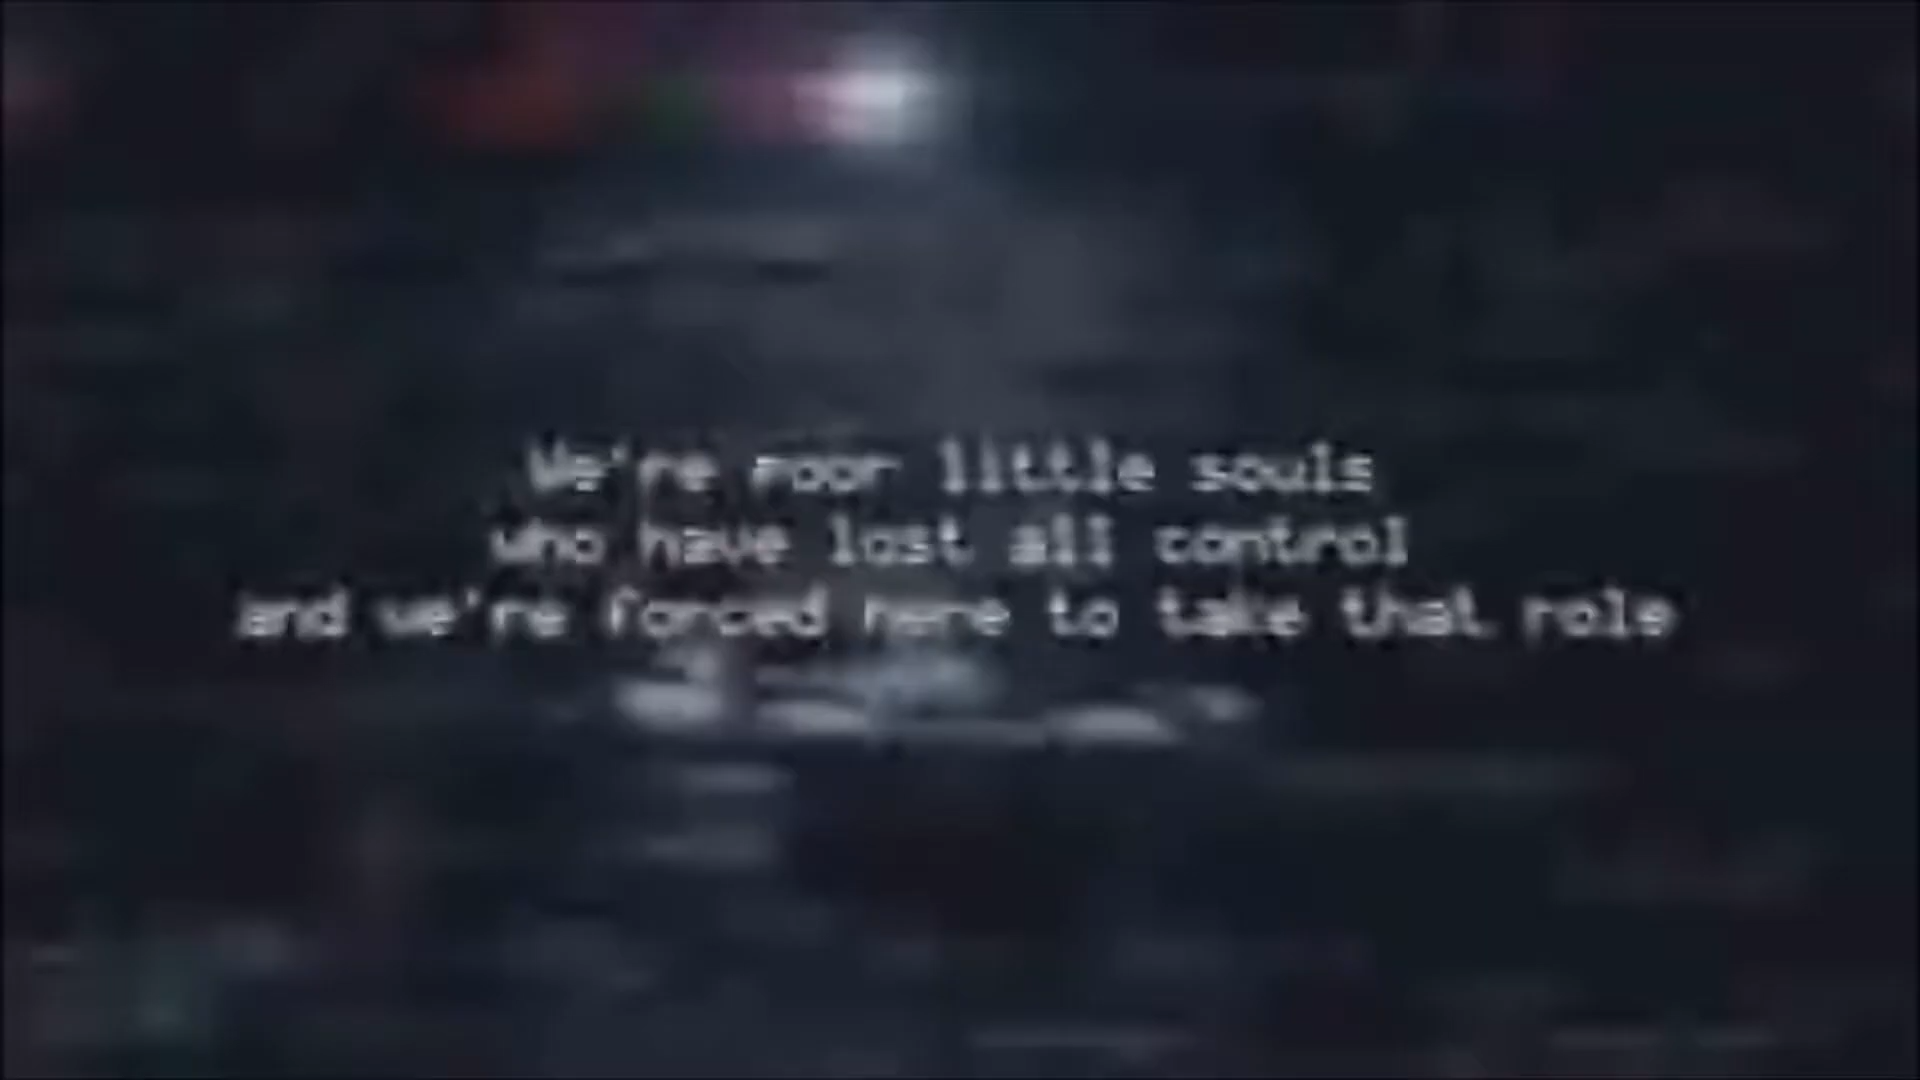 We're poor little souls
who have lost all control
and we're forced here to take that role